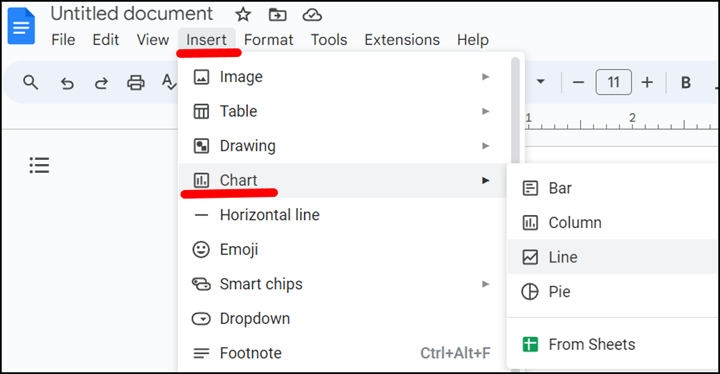 Untitled document
File Edit View Insert Format Tools Extensions Help
Image
11
B
Table
1
2
Drawing
Chart
Bar
Horizontal line
Column
Emoji
Line
Smart chips
Pie
Dropdown
From Sheets
Footnote Ctrl+Alt+F